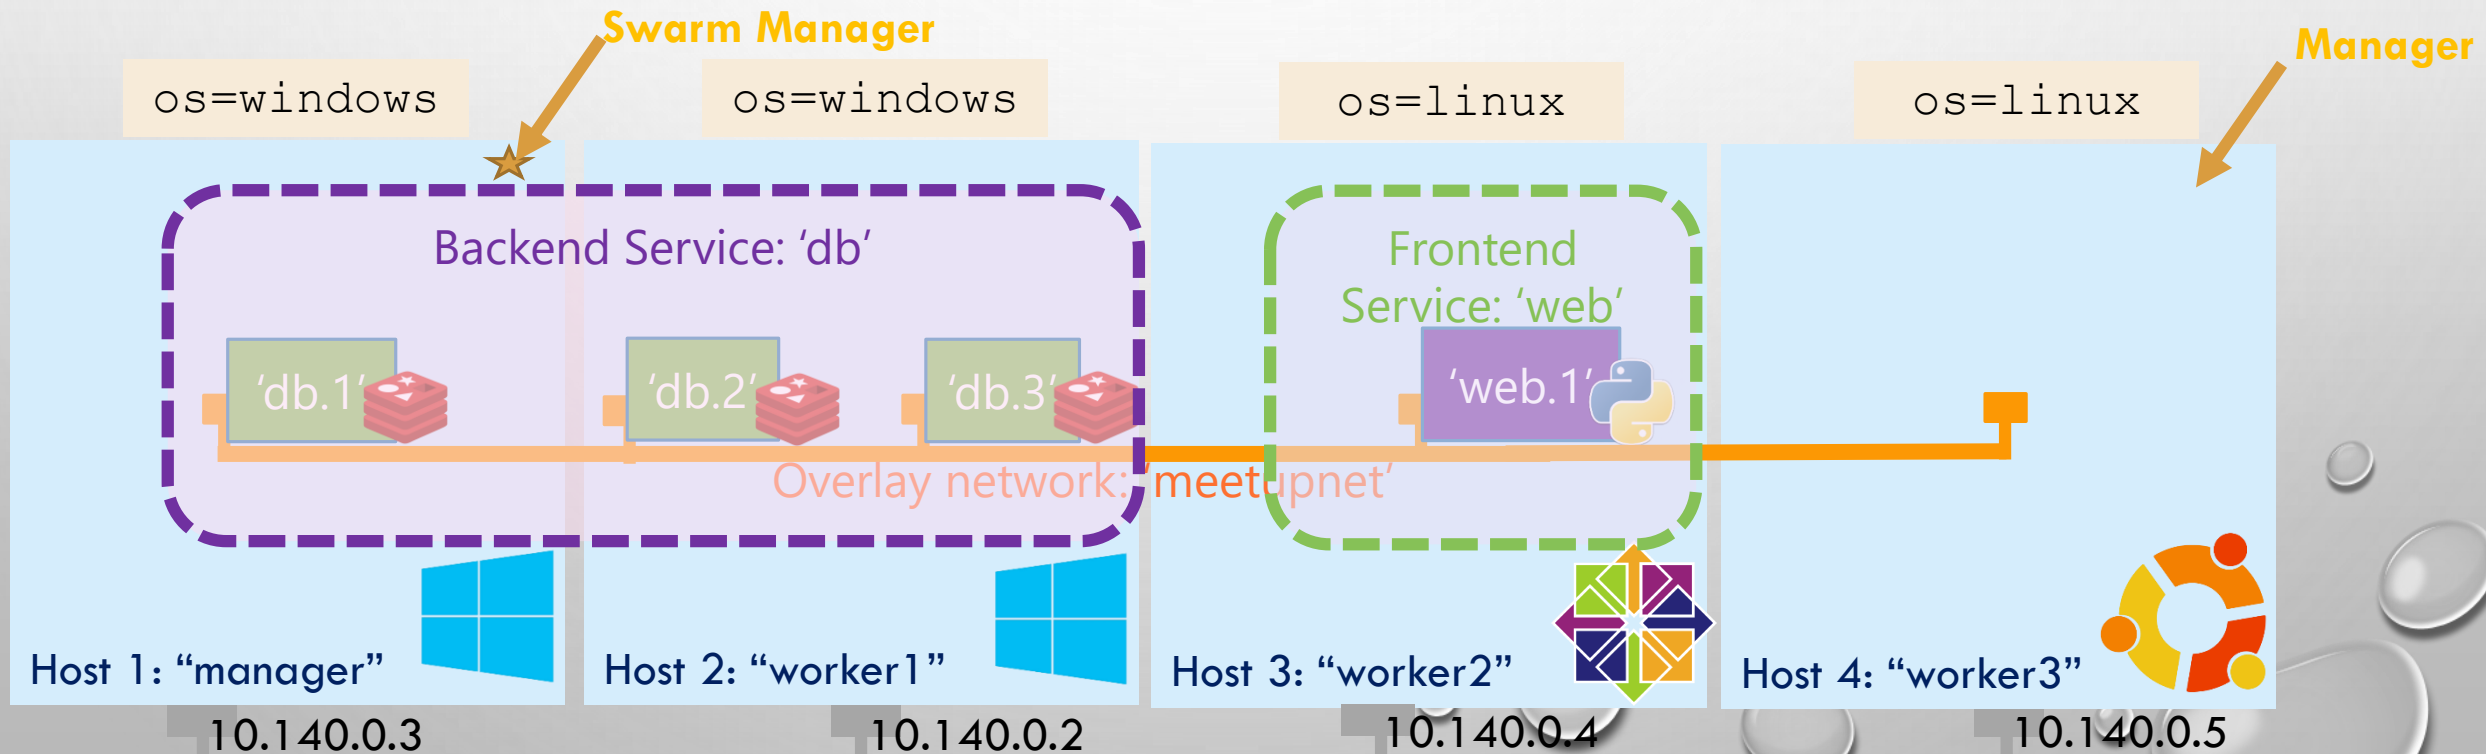 Swarm Manager
Manager
os=windows
os=windows
os=linux
os=linux
Backend Service: ‘db’
Frontend
Service: ‘web’
‘db.1’
‘db.2’
‘db.3’
‘web.1’
Overlay network: ‘meetupnet’
Host 1: “manager”
Host 2: “worker1”
Host 3: “worker2”
Host 4: “worker3”
10.140.0.3
10.140.0.2
10.140.0.4
10.140.0.5